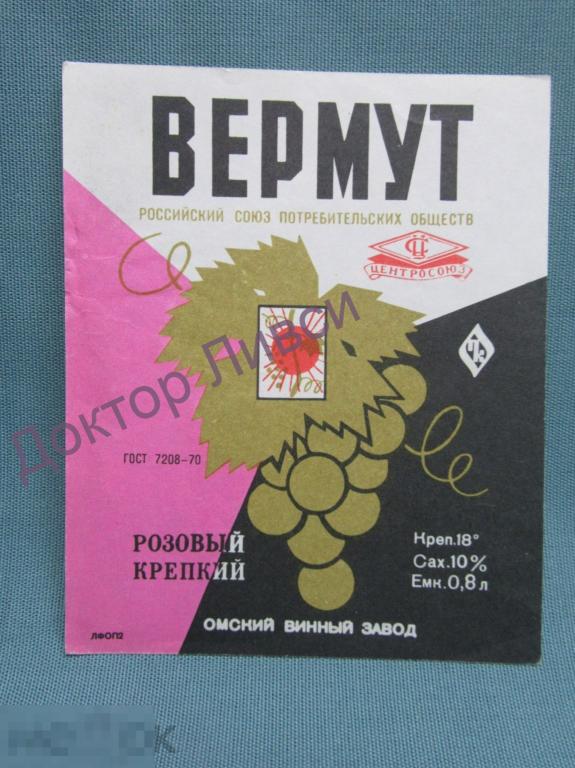 ВЕРМУТ
РОССИЙСКИЙ СОЮЗ ПОТРЕБИТЕЛЬСКИХ ОБЩЕСТВ
ЦЕНТРОСОЮЗ
Доктор Ливси
ГОСТ 7208-70
РОЗОВЫЙ
КРЕПКИЙ
Креп.18°
Сах.10%
Емк.0,8л
ОМСКИЙ ВИННЫЙ ЗАВОД
ЛФОП2